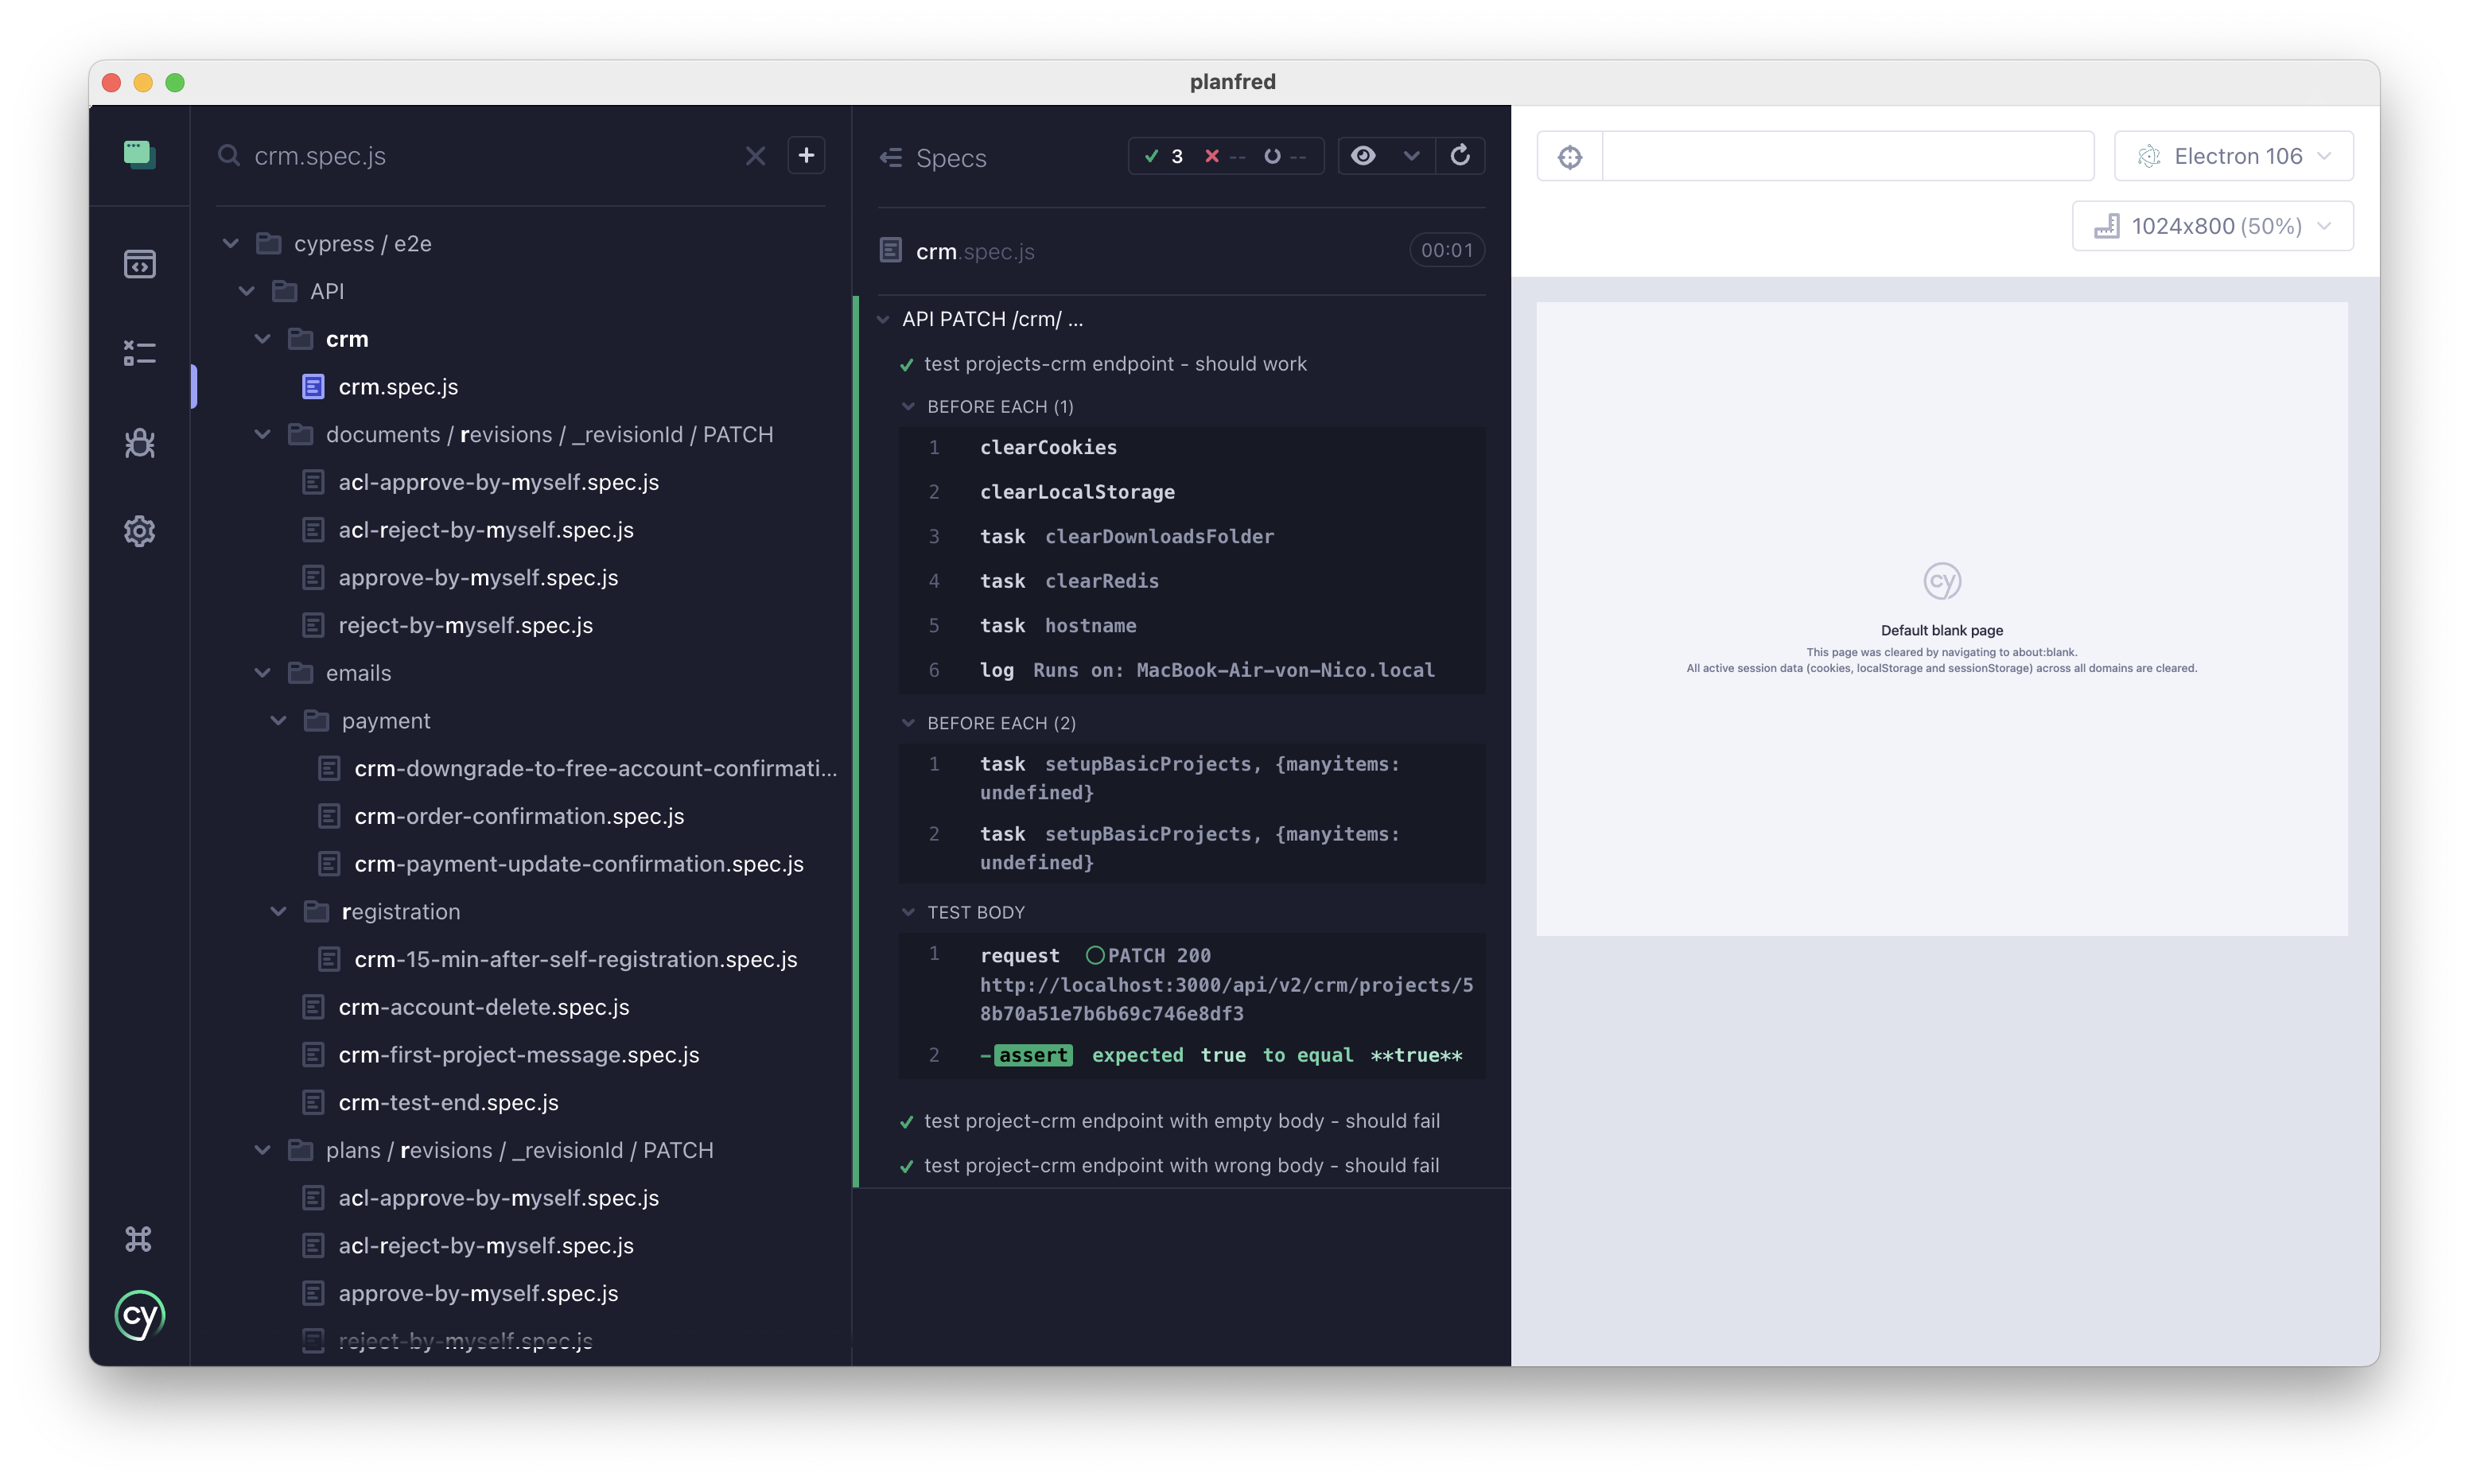 planfred
crm.spec.js
cypress / e2e
API
crm
crm.spec.js
documents / revisions / _revisionId / PATCH
acl-approve-by-myself.spec.js
acl-reject-by-myself.spec.js
approve-by-myself.spec.js
reject-by-myself.spec.js
emails
payment
crm-downgrade-to-free-account-confirmati...
crm-order-confirmation.spec.js
crm-payment-update-confirmation.spec.js
registration
crm-15-min-after-self-registration.spec.js
crm-account-delete.spec.js
crm-first-project-message.spec.js
crm-test-end.spec.js
plans / revisions / _revisionId / PATCH
acl-approve-by-myself.spec.js
acl-reject-by-myself.spec.js
approve-by-myself.spec.js
reject-by-myself.spec.js
cy
Specs
3 -- --
crm.spec.js 00:01
API PATCH /crm/ ...
test projects-crm endpoint - should work
BEFORE EACH (1)
1 clearCookies
2 clearLocalStorage
3 task clearDownloadsFolder
4 task clearRedis
5 task hostname
6 log Runs on: MacBook-Air-von-Nico.local
BEFORE EACH (2)
1 task setupBasicProjects, {manyitems:
undefined}
2 task setupBasicProjects, {manyitems:
undefined}
TEST BODY
1 request PATCH 200
http://localhost:3000/api/v2/crm/projects/5
8b70a51e7b6b69c746e8df3
2 -assert expected true to equal **true**
test project-crm endpoint with empty body - should fail
test project-crm endpoint with wrong body - should fail
Electron 106
1024x800 (50%)
cy
Default blank page
This page was cleared by navigating to about:blank.
All active session data (cookies, localStorage and sessionStorage) across all domains are cleared.